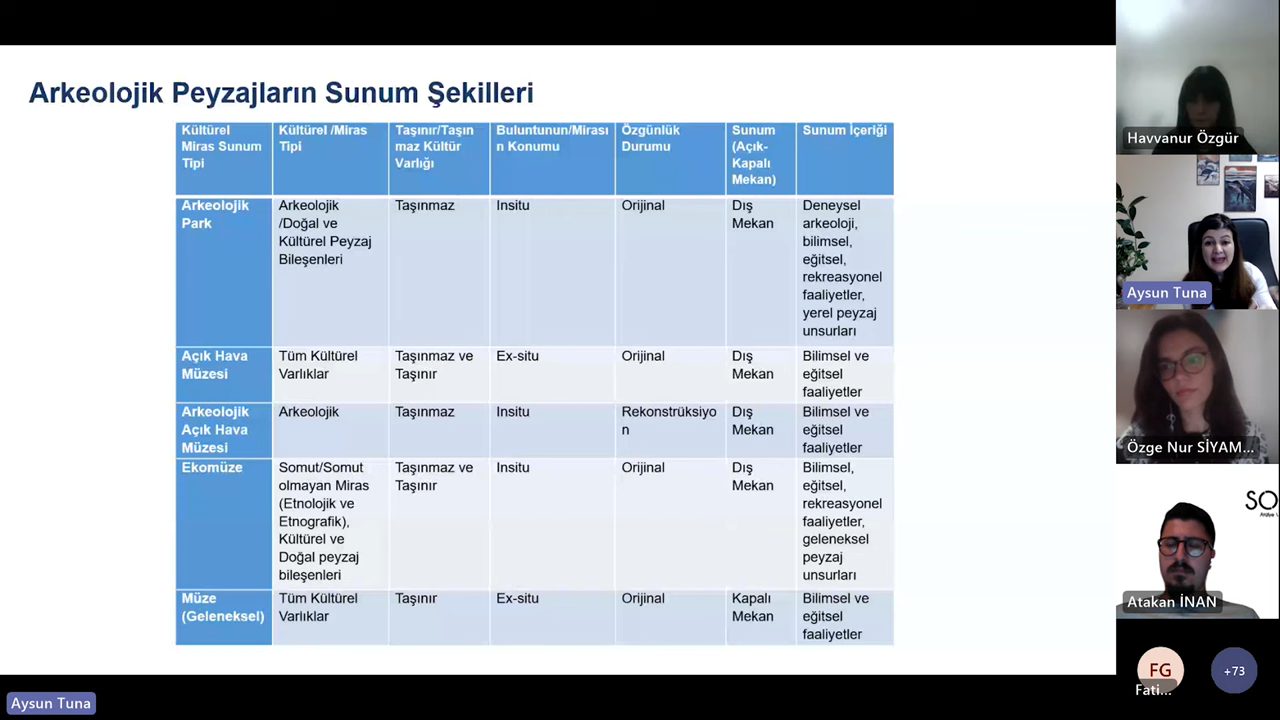 Arkeolojik Peyzajların Sunum Şekilleri
Kültürel
Miras Sunum
Tipi
Kültürel /Miras
Tipi
Taşınır/Taşın
maz Kültür
Varlığı
Buluntunun/Mirası
n Konumu
Özgünlük
Durumu
Sunum
(Açık-
Kapalı
Mekan)
Sunum İçeriği
Arkeolojik
Park
Arkeolojik
/Doğal ve
Kültürel Peyzaj
Bileşenleri
Taşınmaz
Insitu
Orijinal
Dış
Mekan
Deneysel
arkeoloji,
bilimsel,
eğitsel,
rekreasyonel
faaliyetler,
yerel peyzaj
unsurları
Açık Hava
Müzesi
Tüm Kültürel
Varlıklar
Taşınmaz ve
Taşınır
Ex-situ
Orijinal
Dış
Mekan
Bilimsel ve
eğitsel
faaliyetler
Arkeolojik
Açık Hava
Müzesi
Arkeolojik
Taşınmaz
Insitu
Rekonstrüksiyo
n
Dış
Mekan
Bilimsel ve
eğitsel
faaliyetler
Ekomüze
Somut/Somut
olmayan Miras
(Etnolojik ve
Etnografik),
Kültürel ve
Doğal peyzaj
bileşenleri
Taşınmaz ve
Taşınır
Insitu
Orijinal
Dış
Mekan
Bilimsel,
eğitsel,
rekreasyonel
faaliyetler,
geleneksel
peyzaj
unsurları
Müze
(Geleneksel)
Tüm Kültürel
Varlıklar
Taşınır
Ex-situ
Orijinal
Kapalı
Mekan
Bilimsel ve
eğitsel
faaliyetler
Havvanur Özgür
Aysun Tuna
Özge Nur SİYAM...
SO
Atakan İNAN
FG
Fati...
+73
Aysun Tuna